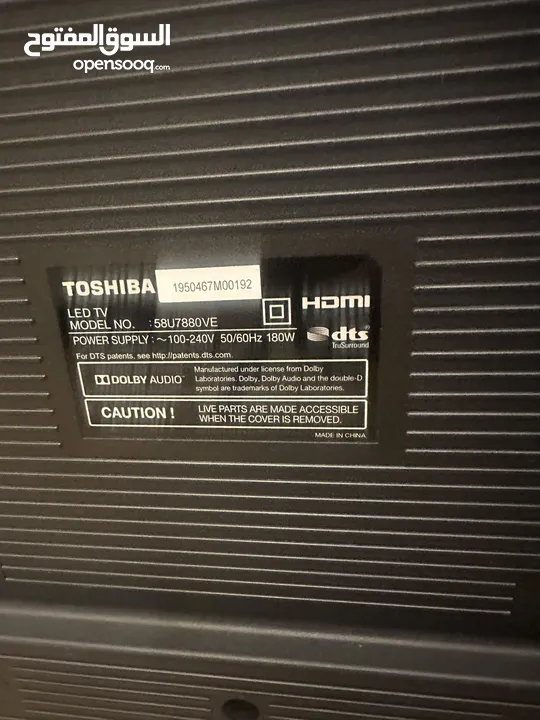 السوق المفتوح
opensooq.com
TOSHIBA 1950467M00192
LED TV
MODEL NO. :58U7880VE
POWER SUPPLY : ~100-240V 50/60Hz 180W
For DTS patents, see http://patents.dts.com.
HDMI
dts
TruSurround
DOLBY AUDIO™
Manufactured under license from Dolby
Laboratories. Dolby, Dolby Audio and the double-D
symbol are trademarks of Dolby Laboratories.
CAUTION !
LIVE PARTS ARE MADE ACCESSIBLE
WHEN THE COVER IS REMOVED.
MADE IN CHINA